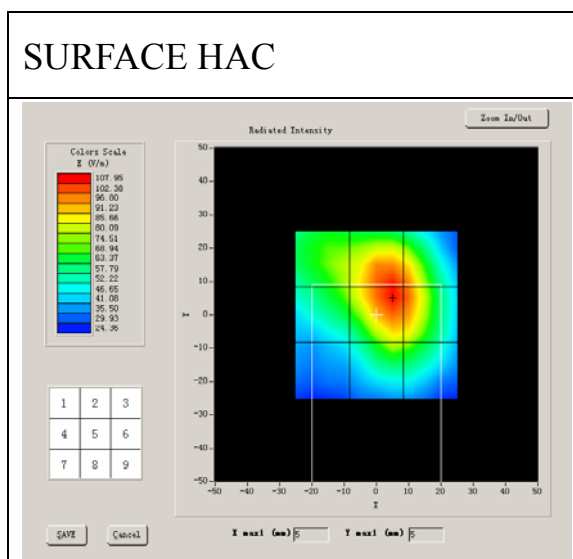 SURFACE HAC
Zoom In/Out
Radiated Intensity
Colors Scale
E (V/m)
107.95
102.38
96.80
91.23
85.66
80.09
74.51
68.94
63.37
57.79
52.22
46.65
41.08
35.50
29.93
24.36
50
40
30
20
10
0
-10
-20
-30
-40
-50
Y
-50 -40 -30 -20 -10 0 10 20 30 40 50
X
1 2 3
4 5 6
7 8 9
SAVE Cancel
X max1 (mm) 5 Y max1 (mm) 5